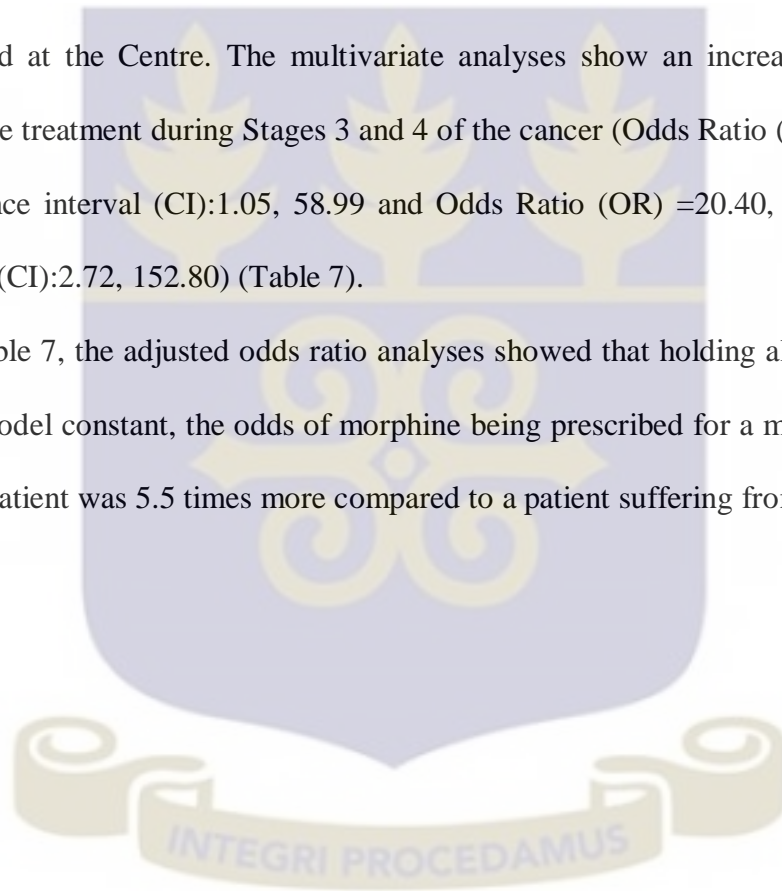 d at the Centre. The multivariate analyses show an increa
e treatment during Stages 3 and 4 of the cancer (Odds Ratio (
nce interval (CI):1.05, 58.99 and Odds Ratio (OR) =20.40,
(CI):2.72, 152.80) (Table 7).
ble 7, the adjusted odds ratio analyses showed that holding al
odel constant, the odds of morphine being prescribed for a m
patient was 5.5 times more compared to a patient suffering fro
INTEGRI PROCEDAMUS